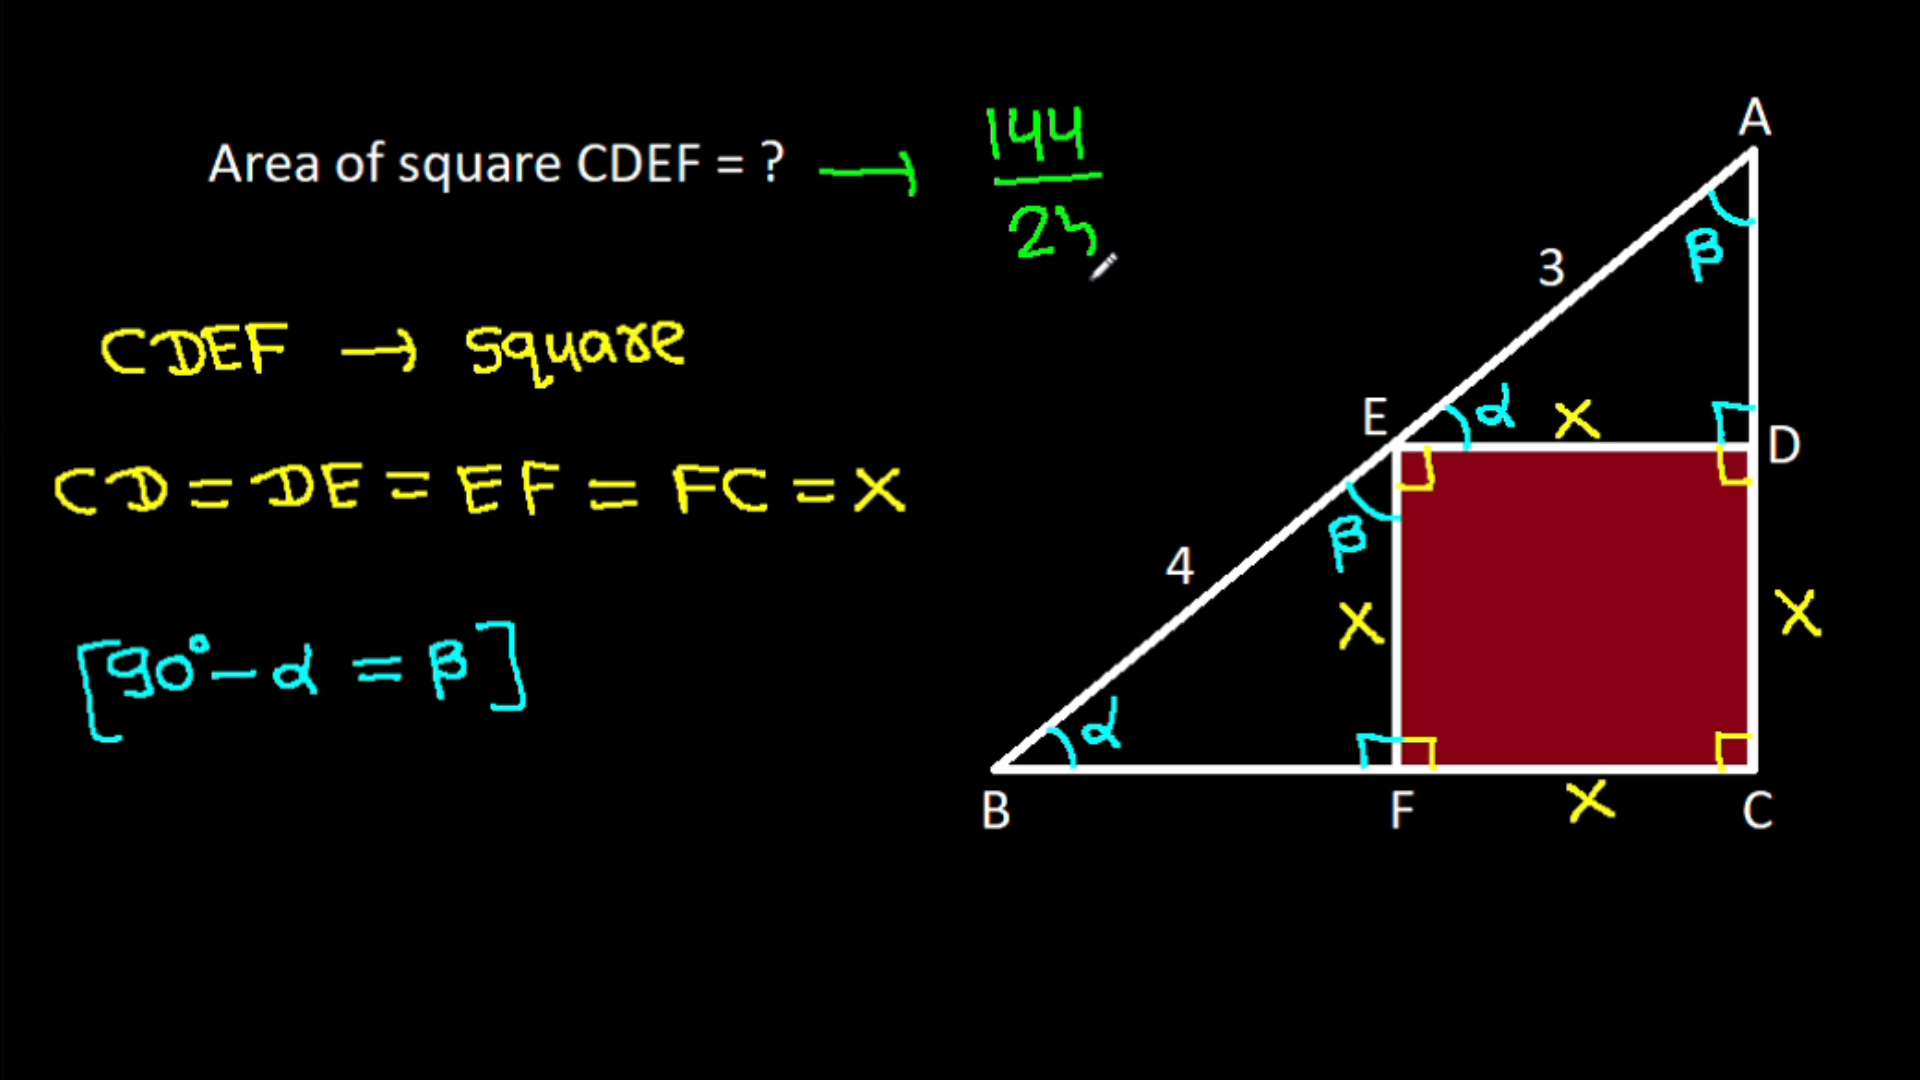 Area of square CDEF = ? → 144/25
CDEF → square
CD = DE = EF = FC = x
[90° - α = β]
A
β
3
E
α
x
D
β
4
x
x
α
B
F
x
C